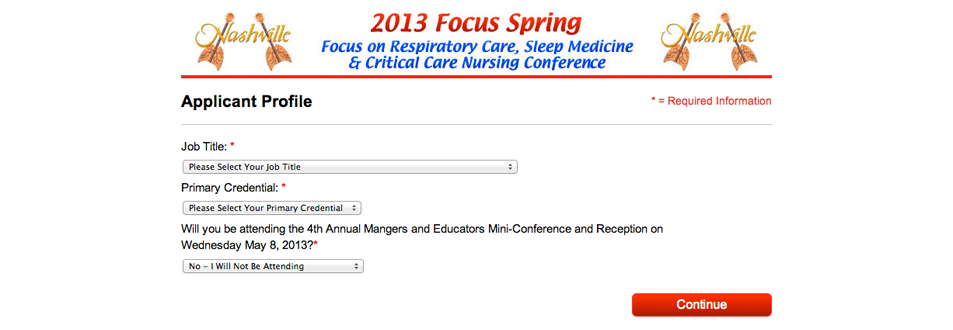 Nashville
2013 Focus Spring
Nashville
Focus on Respiratory Care, Sleep Medicine
& Critical Care Nursing Conference
Applicant Profile
* = Required Information
Job Title: *
Please Select Your Job Title
Primary Credential: *
Please Select Your Primary Credential
Will you be attending the 4th Annual Mangers and Educators Mini-Conference and Reception on
Wednesday May 8, 2013?*
No - I Will Not Be Attending
Continue